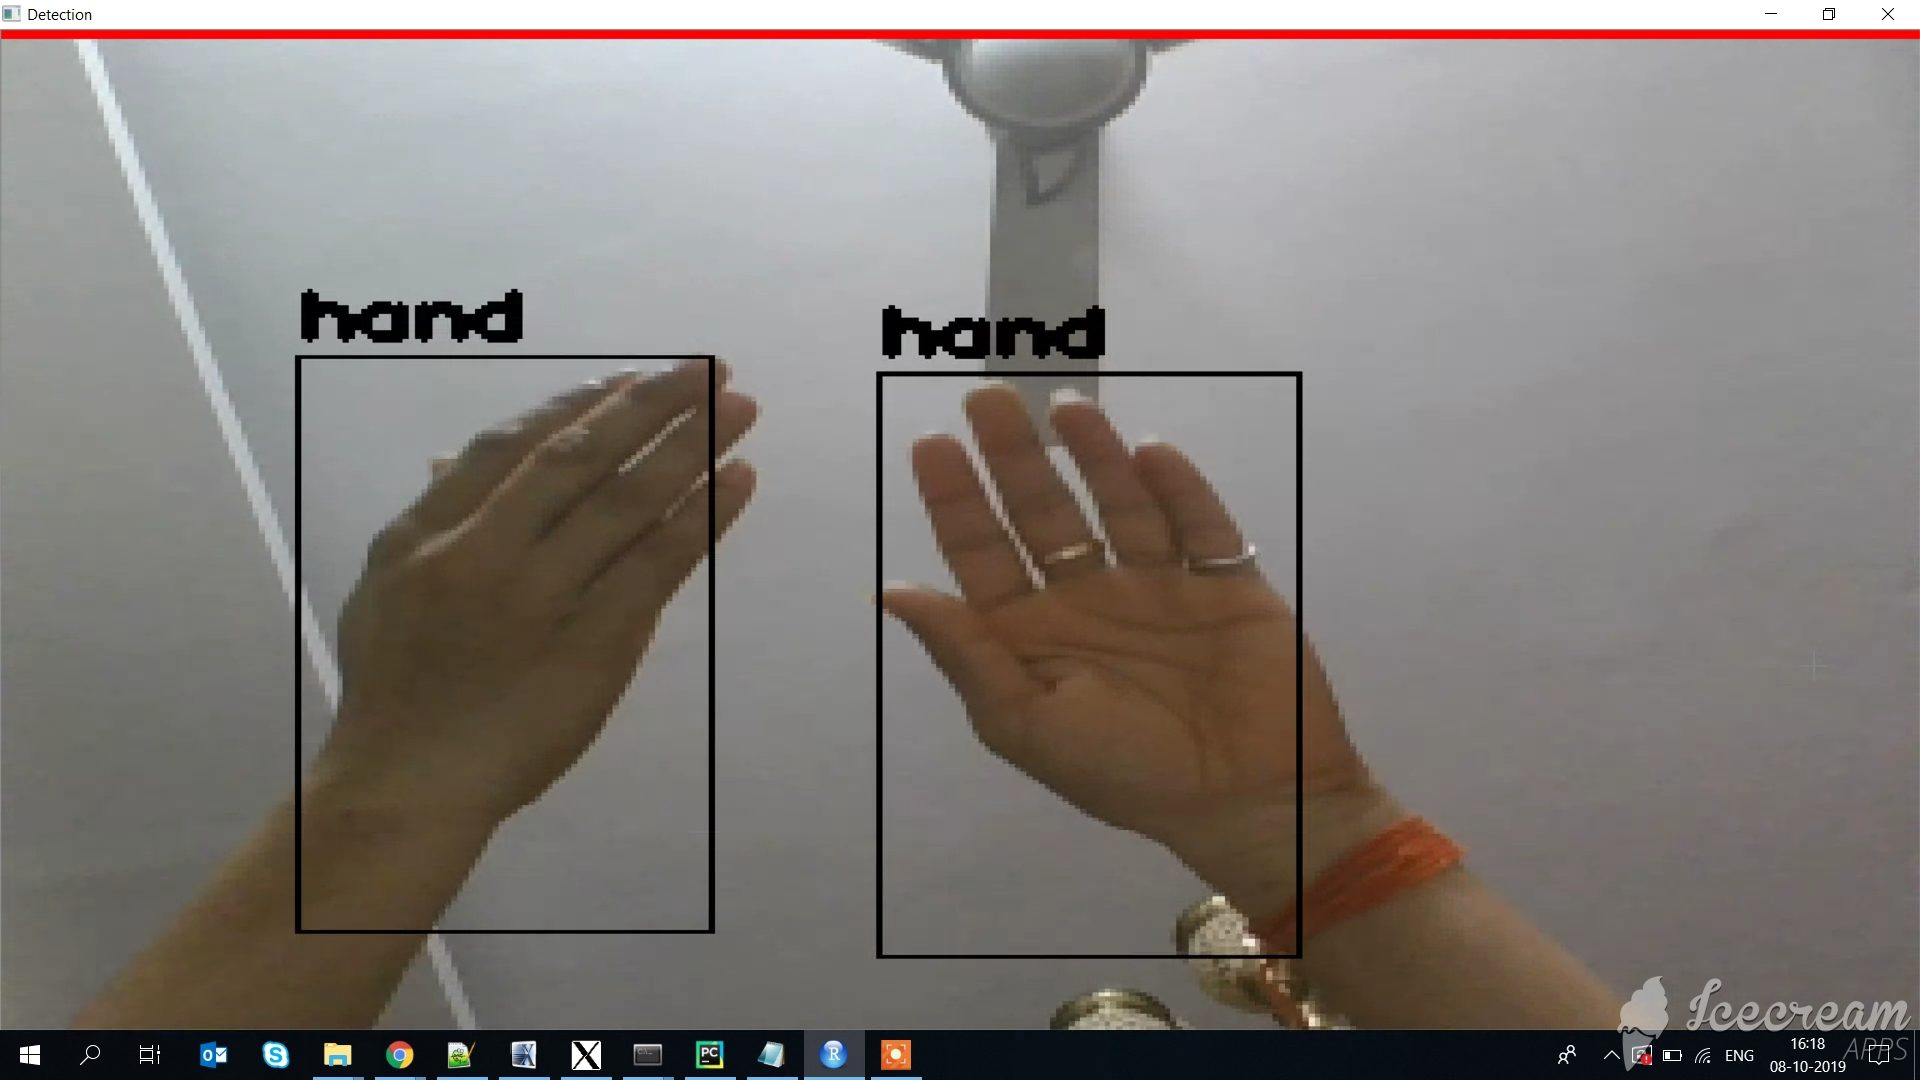 Detection
hand
hand
Icecream
APPS
ENG
16:18
08-10-2019